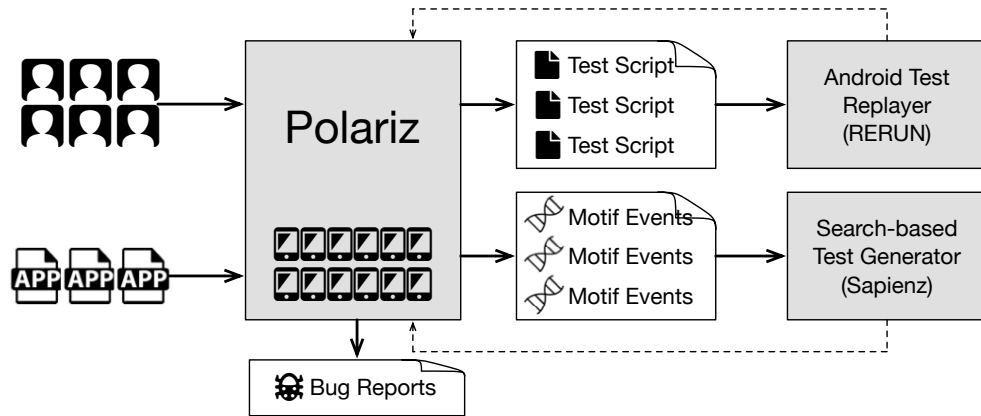 Polariz
APP APP APP
Test Script
Test Script
Test Script
Android Test
Replayer
(RERUN)
Motif Events
Motif Events
Motif Events
Search-based
Test Generator
(Sapienz)
Bug Reports